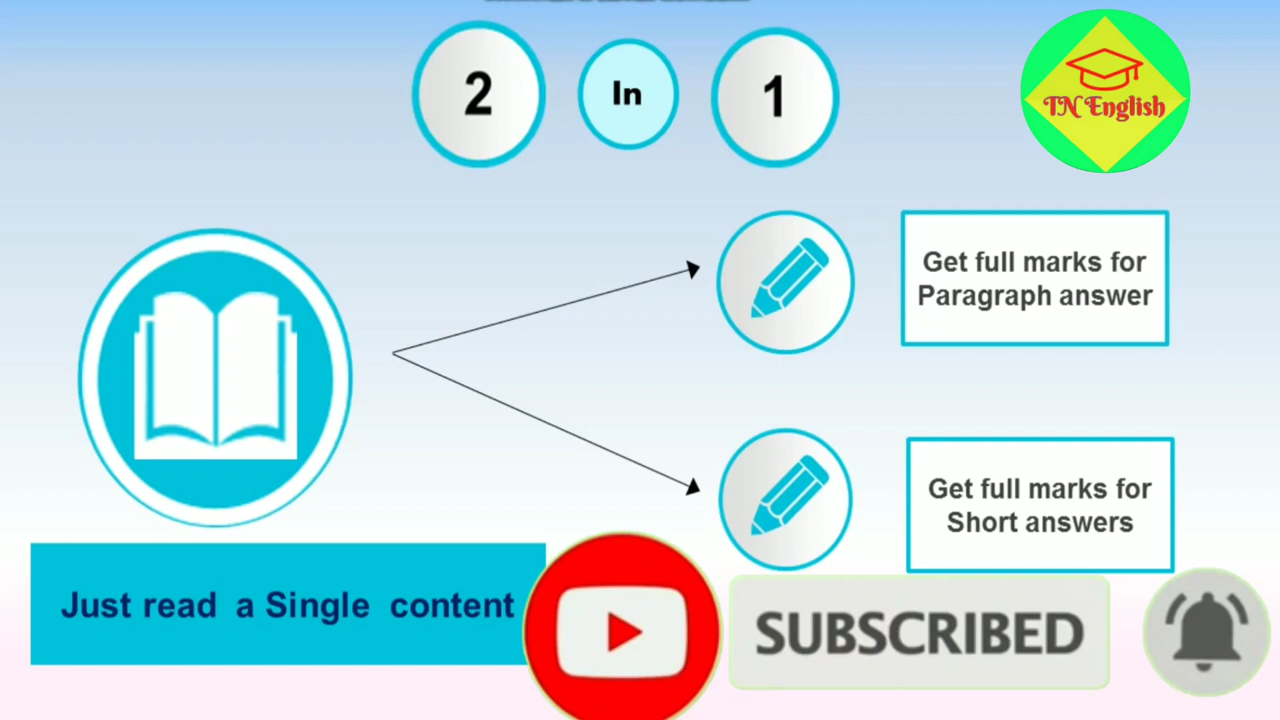 2 In 1
TN English
Get full marks for
Paragraph answer
Get full marks for
Short answers
Just read a Single content
SUBSCRIBED